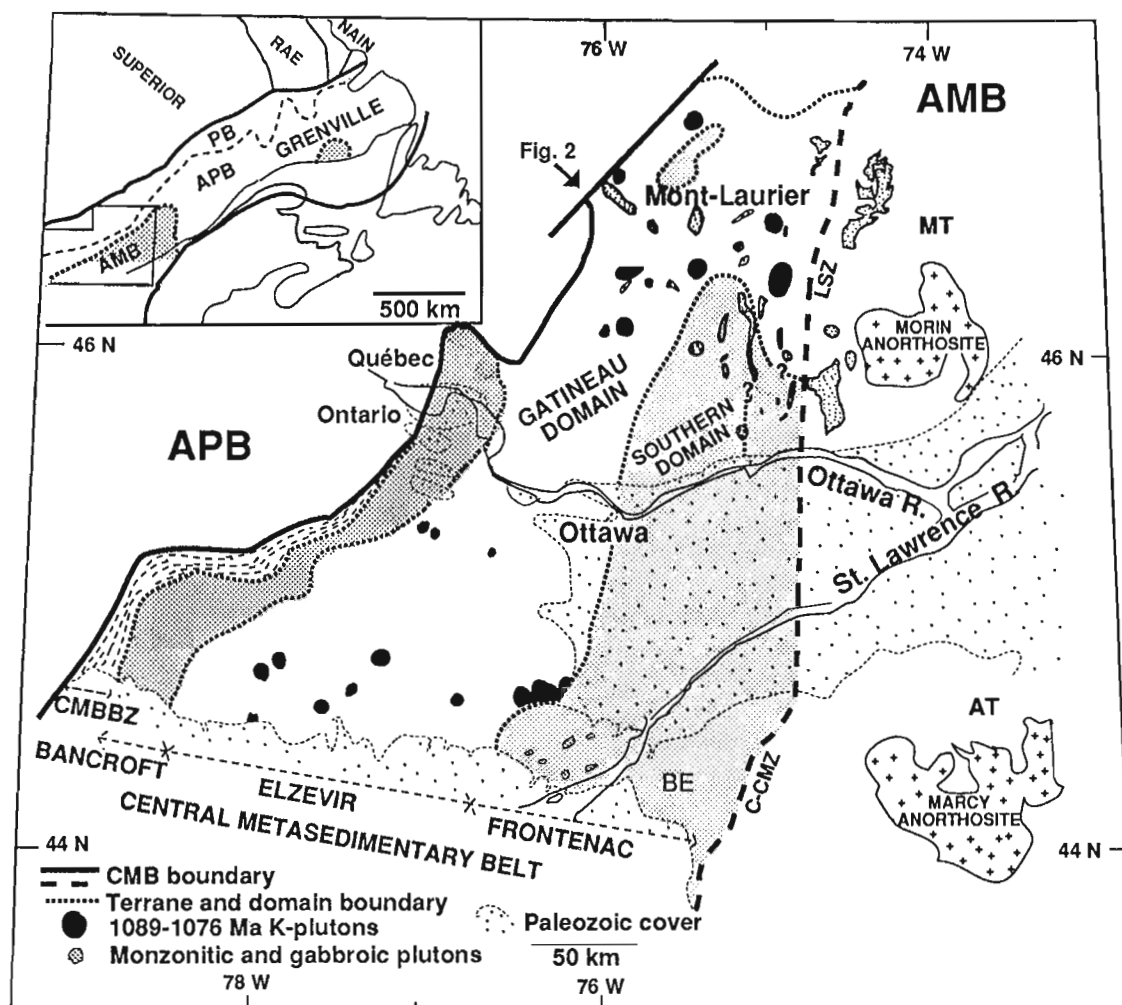 SUPERIOR
RAE
NAIN
PB
GRENVILLE
APB
AMB
500 km
76 W
74 W
AMB
Fig. 2
Mont-Laurier
MT
LSZ
MORIN
ANORTHOSITE
46 N
46 N
Québec
Ontario
GATINEAU
DOMAIN
APB
?
?
SOUTHERN
DOMAIN
Ottawa R.
Ottawa
St. Lawrence R.
CMBBZ
AT
BANCROFT
ELZEVIR
BE
C-CMZ
MARCY
ANORTHOSITE
FRONTENAC
CENTRAL METASEDIMENTARY BELT
44 N
44 N
CMB boundary
Terrane and domain boundary
1089-1076 Ma K-plutons
Paleozoic cover
Monzonitic and gabbroic plutons
50 km
78 W
76 W